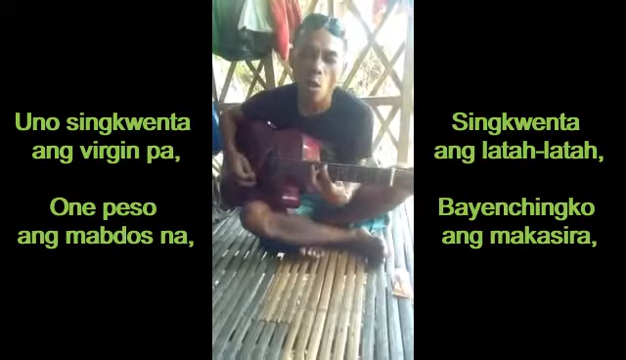 Uno singkwenta
ang virgin pa,
One peso
ang mabdos na,
Singkwenta
ang latah-latah,
Bayenchingko
ang makasira,